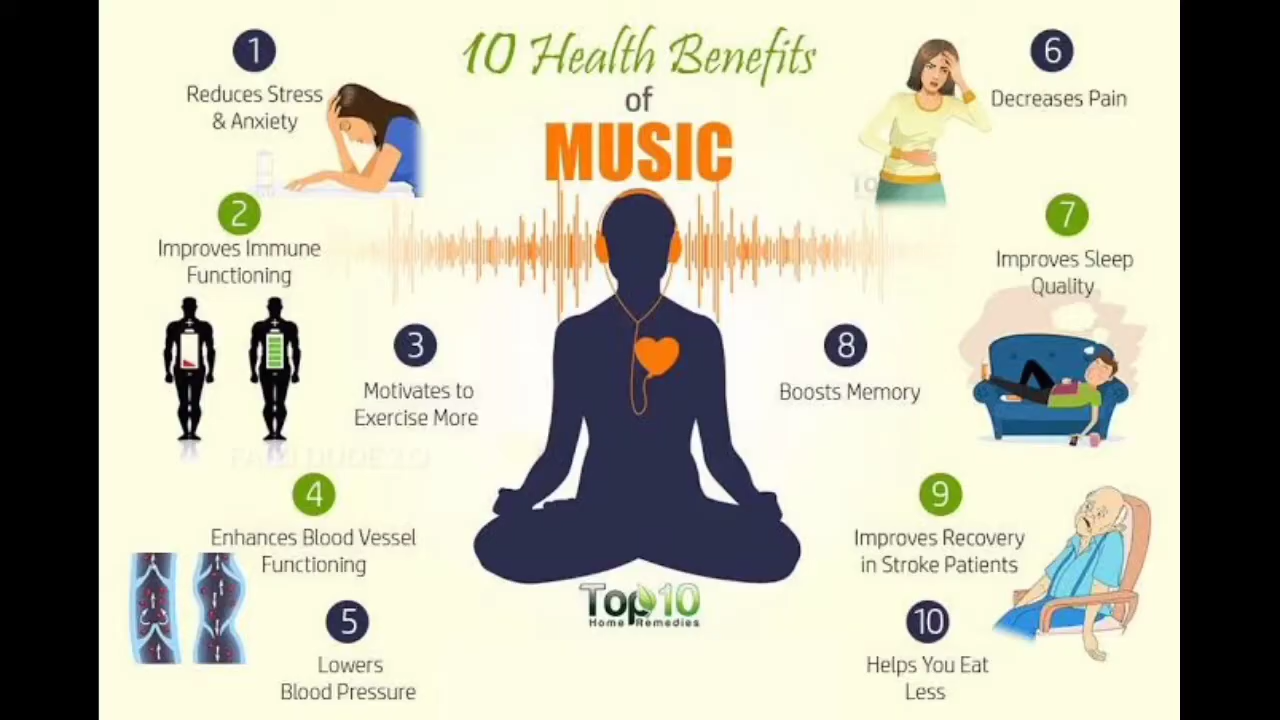 10 Health Benefits
of
MUSIC
1
Reduces Stress
& Anxiety
2
Improves Immune
Functioning
3
Motivates to
Exercise More
4
Enhances Blood Vessel
Functioning
5
Lowers
Blood Pressure
6
Decreases Pain
7
Improves Sleep
Quality
8
Boosts Memory
9
Improves Recovery
in Stroke Patients
10
Helps You Eat
Less
Top10
Home Remedies